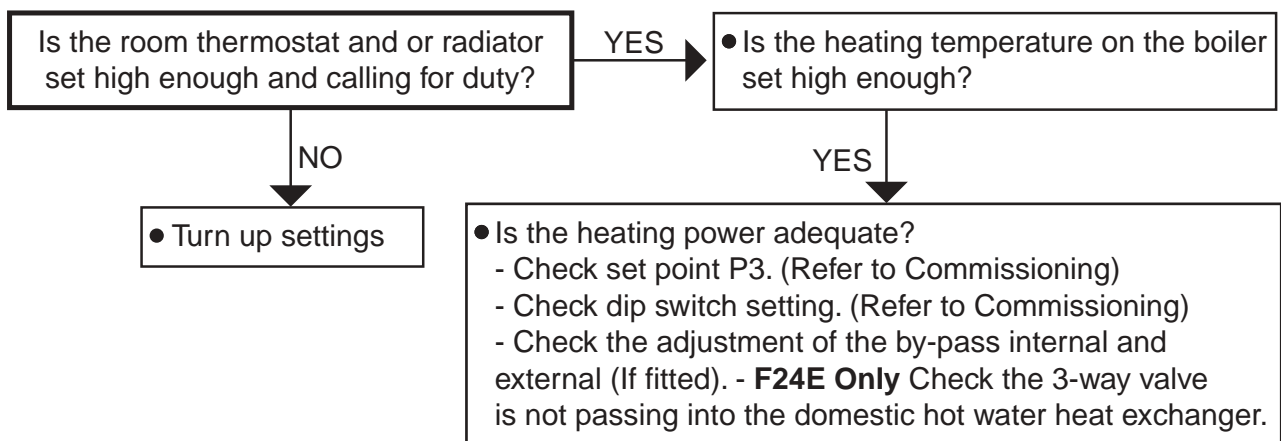 Is the room thermostat and or radiator
set high enough and calling for duty?
YES
● Is the heating temperature on the boiler
set high enough?
NO
YES
● Turn up settings
● Is the heating power adequate?
- Check set point P3. (Refer to Commissioning)
- Check dip switch setting. (Refer to Commissioning)
- Check the adjustment of the by-pass internal and
external (If fitted). - F24E Only Check the 3-way valve
is not passing into the domestic hot water heat exchanger.